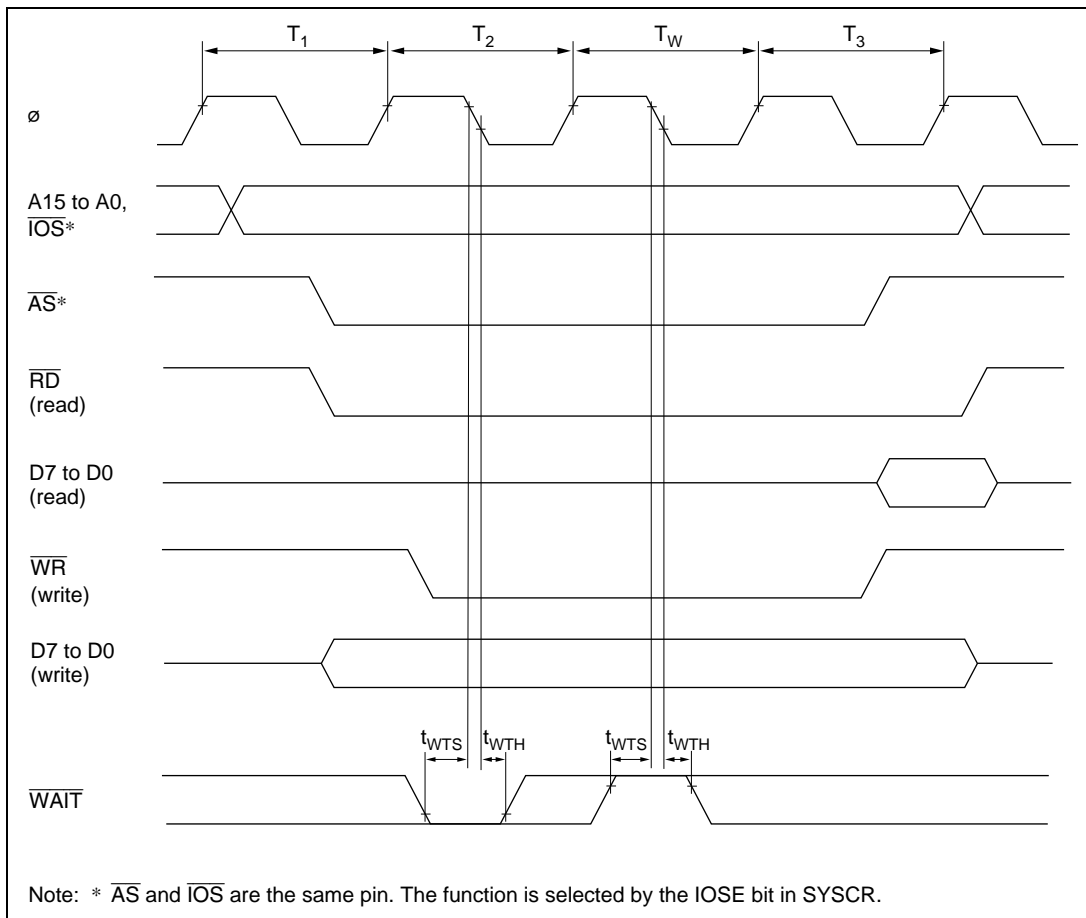 T1 T2 TW T3
ø
A15 to A0,
IOS*
AS*
RD
(read)
D7 to D0
(read)
WR
(write)
D7 to D0
(write)
tWTS tWTH tWTS tWTH
WAIT
Note: * AS and IOS are the same pin. The function is selected by the IOSE bit in SYSCR.